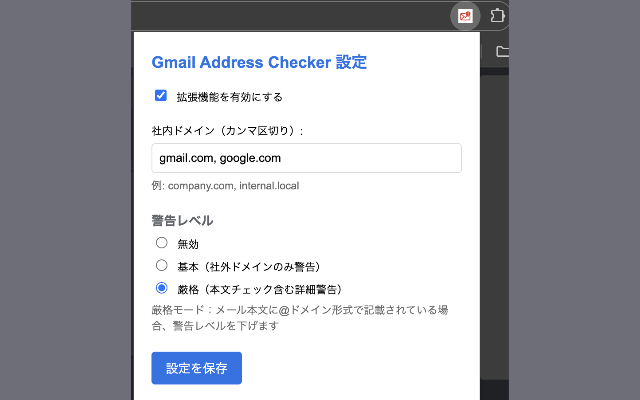 Gmail Address Checker 設定
拡張機能を有効にする
社内ドメイン（カンマ区切り）:
gmail.com, google.com
例: company.com, internal.local
警告レベル
無効
基本（社外ドメインのみ警告）
厳格（本文チェック含む詳細警告）
厳格モード：メール本文に@ドメイン形式で記載されている場
合、警告レベルを下げます
設定を保存